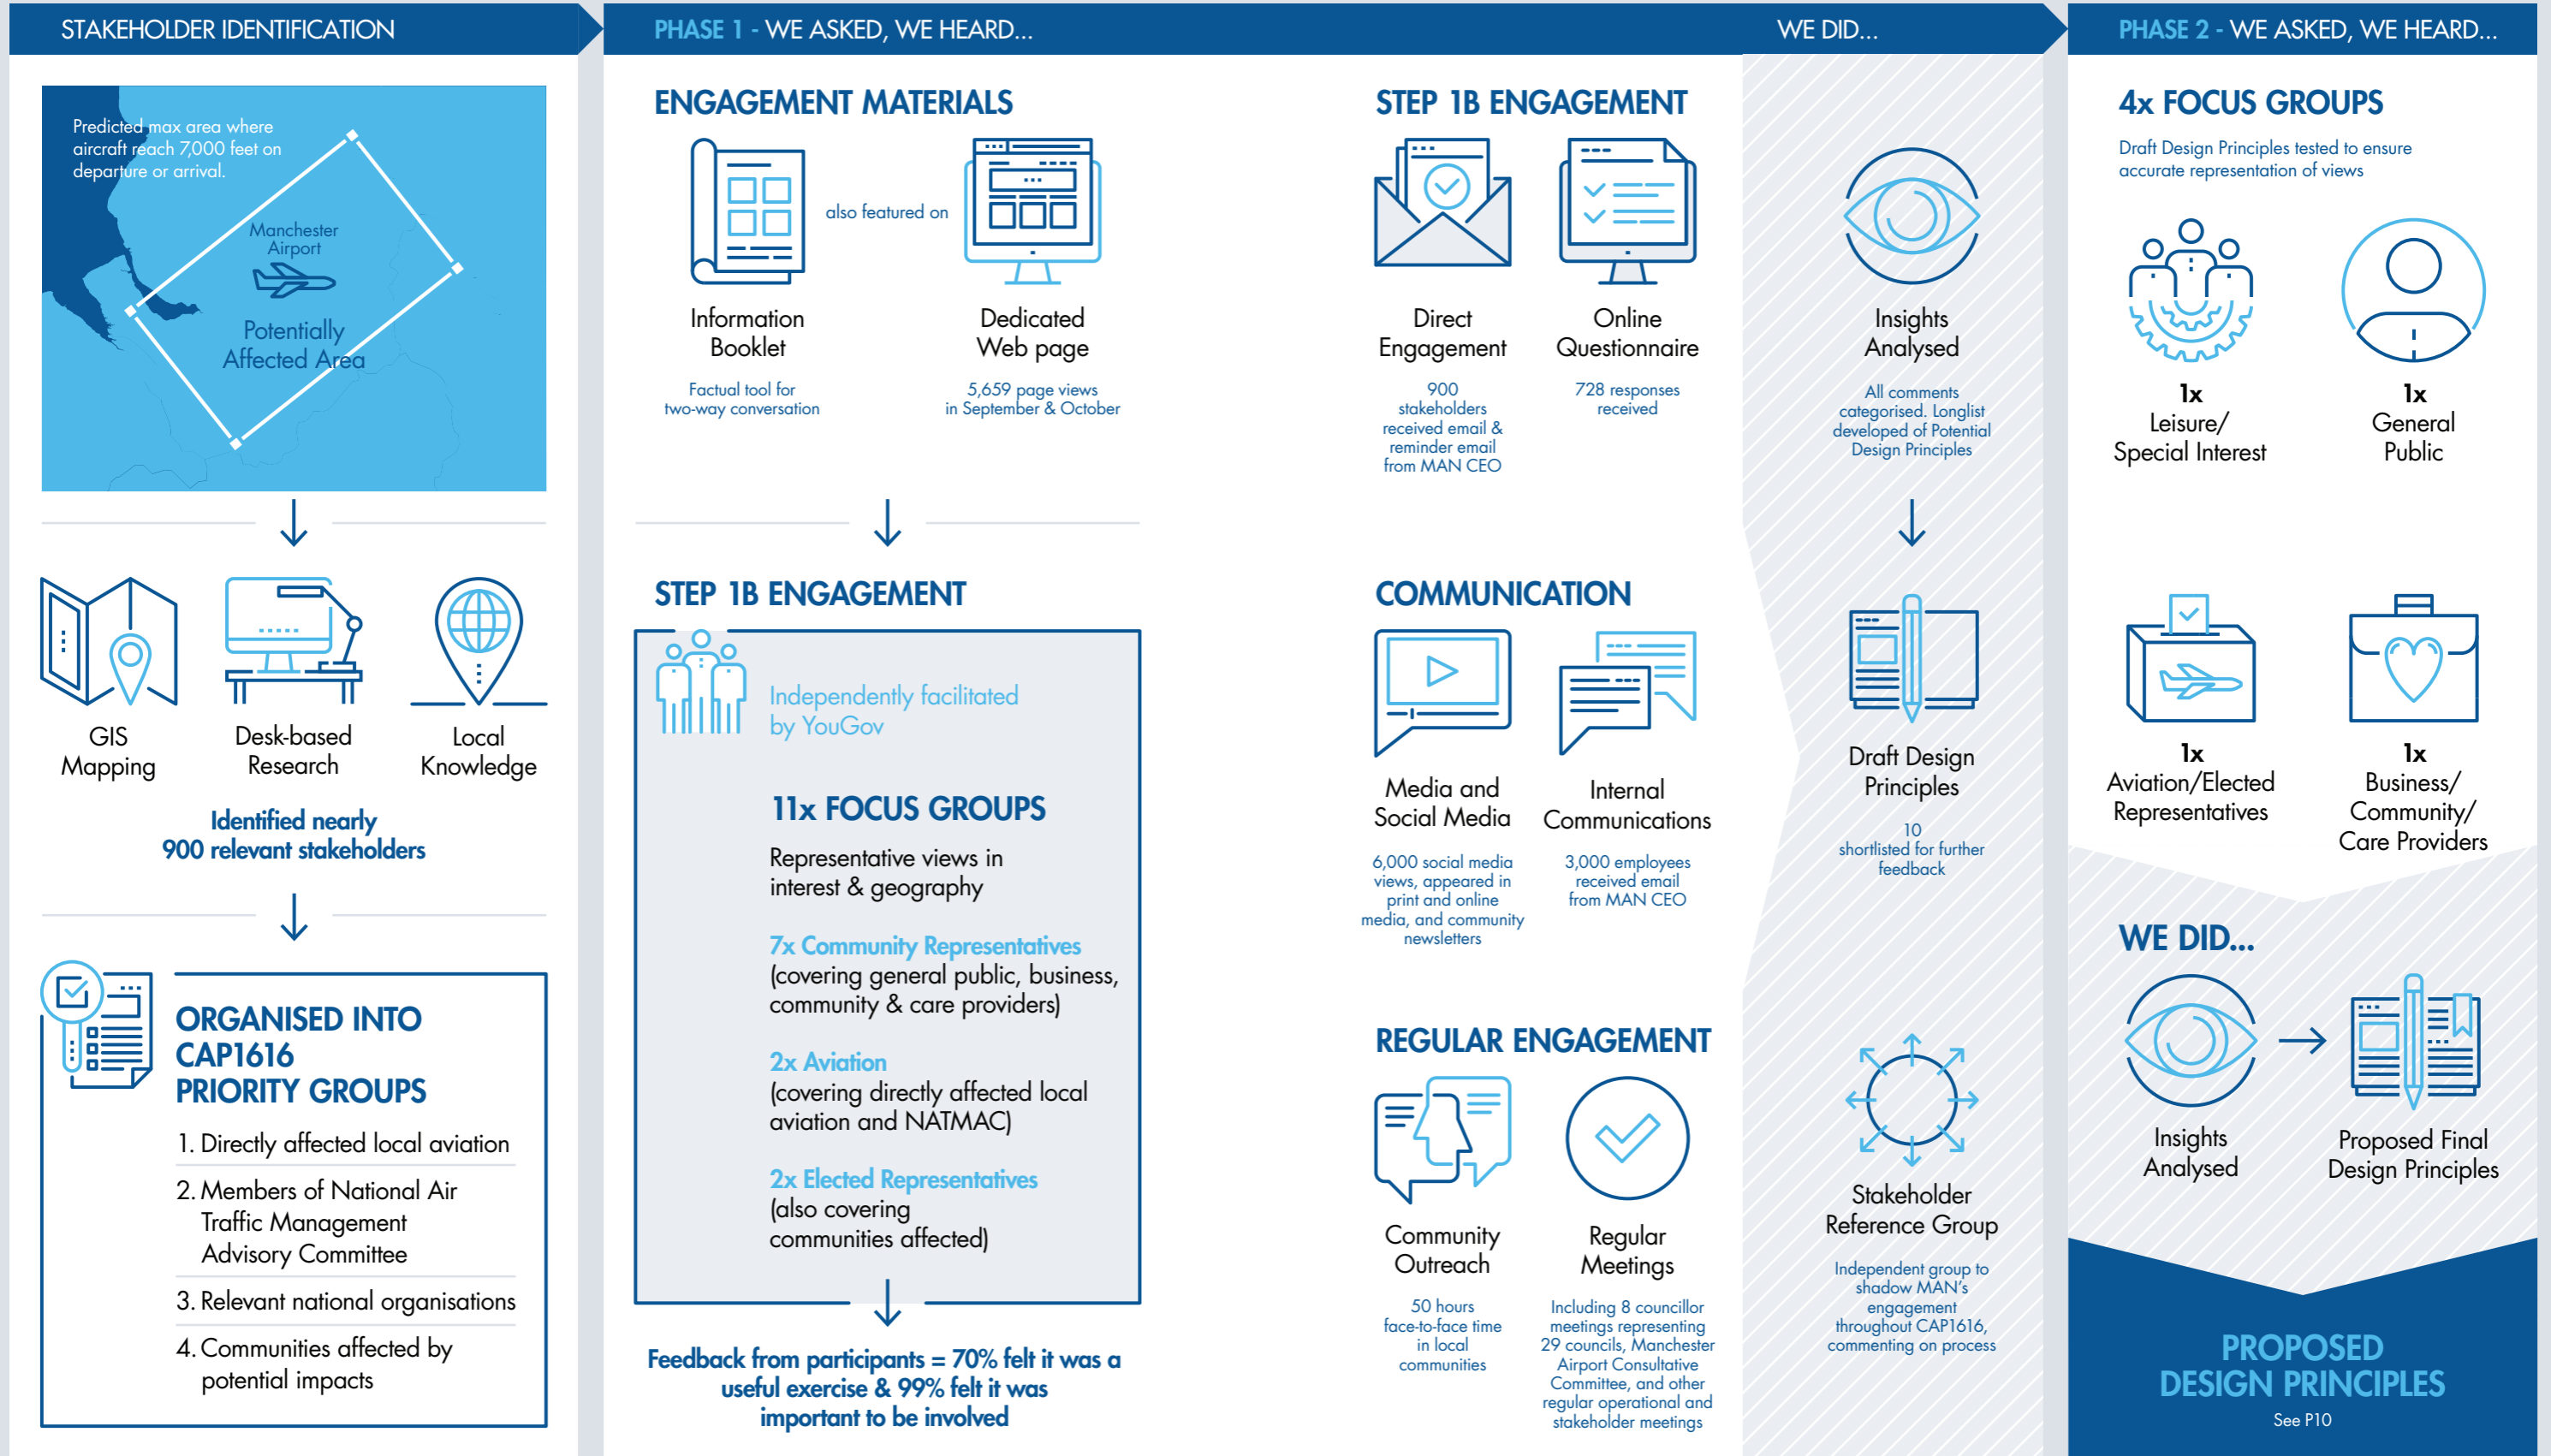 STAKEHOLDER IDENTIFICATION
Predicted max area where
aircraft reach 7,000 feet on
departure or arrival.
Manchester
Airport
Potentially
Affected Area
GIS
Mapping
Desk-based
Research
Local
Knowledge
Identified nearly
900 relevant stakeholders
ORGANISED INTO
CAP1616
PRIORITY GROUPS
1. Directly affected local aviation
2. Members of National Air
Traffic Management
Advisory Committee
3. Relevant national organisations
4. Communities affected by
potential impacts
PHASE 1 - WE ASKED, WE HEARD...
ENGAGEMENT MATERIALS
also featured on
Information
Booklet
Factual tool for
two-way conversation
Dedicated
Web page
5,659 page views
in September & October
STEP 1B ENGAGEMENT
Independently facilitated
by YouGov
11x FOCUS GROUPS
Representative views in
interest & geography
7x Community Representatives
(covering general public, business,
community & care providers)
2x Aviation
(covering directly affected local
aviation and NATMAC)
2x Elected Representatives
(also covering
communities affected)
Feedback from participants = 70% felt it was a
useful exercise & 99% felt it was
important to be involved
STEP 1B ENGAGEMENT
Direct
Engagement
900
stakeholders
received email &
reminder email
from MAN CEO
Online
Questionnaire
728 responses
received
COMMUNICATION
Media and
Social Media
6,000 social media
views, appeared in
print and online
media, and community
newsletters
Internal
Communications
3,000 employees
received email
from MAN CEO
REGULAR ENGAGEMENT
Community
Outreach
50 hours
face-to-face time
in local
communities
Regular
Meetings
Including 8 councillor
meetings representing
29 councils, Manchester
Airport Consultative
Committee, and other
regular operational and
stakeholder meetings
WE DID...
Insights
Analysed
All comments
categorised. Longlist
developed of Potential
Design Principles
Draft Design
Principles
10
shortlisted for further
feedback
Stakeholder
Reference Group
Independent group to
shadow MAN's
engagement
throughout CAP1616,
commenting on process
PHASE 2 - WE ASKED, WE HEARD...
4x FOCUS GROUPS
Draft Design Principles tested to ensure
accurate representation of views
1x
Leisure/
Special Interest
1x
General
Public
1x
Aviation/Elected
Representatives
1x
Business/
Community/
Care Providers
WE DID...
Insights
Analysed
Proposed Final
Design Principles
PROPOSED
DESIGN PRINCIPLES
See P10